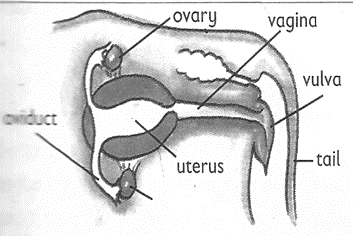 ovary
vagina
vulva
oviduct
uterus
tail